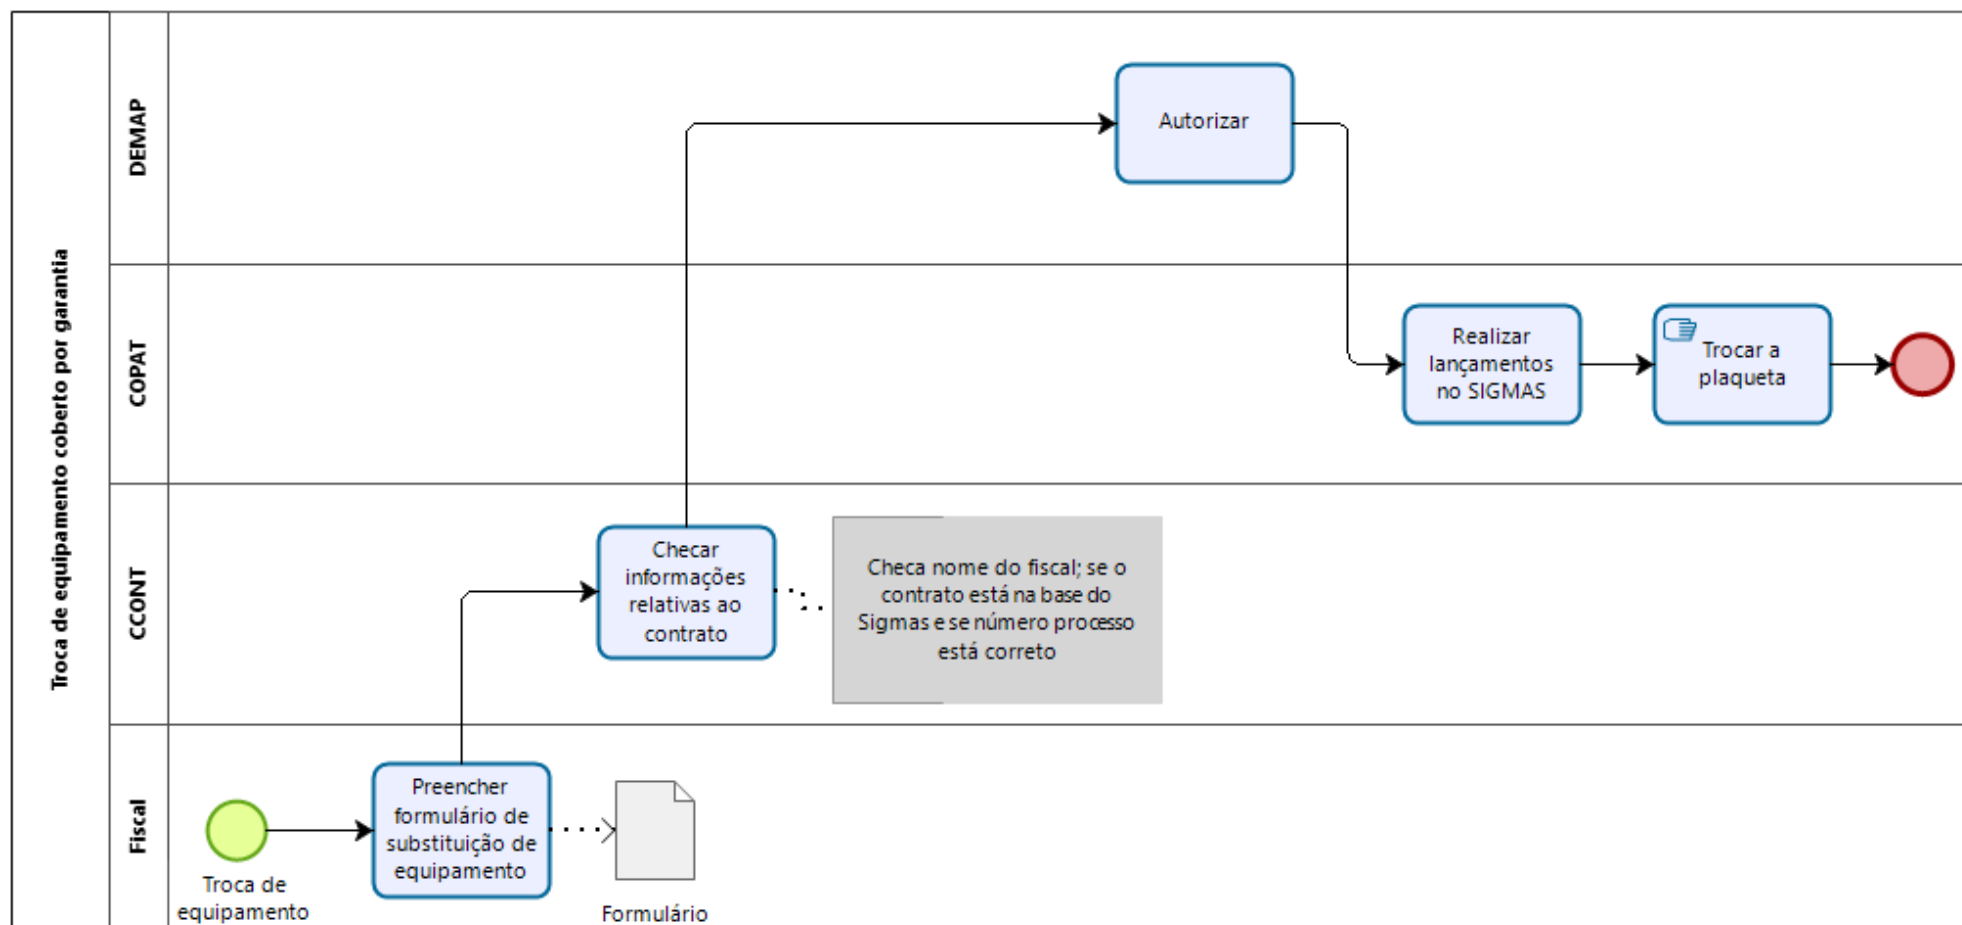 Troca de equipamento coberto por garantia
DEMAP
Autorizar
COPAT
Realizar
lançamentos
no SIGMAS
Trocar a
plaqueta
CCONT
Checar
informações
relativas ao
contrato
Checa nome do fiscal; se o
contrato está na base do
Sigmas e se número processo
está correto
Fiscal
Troca de
equipamento
Preencher
formulário de
substituição de
equipamento
Formulário